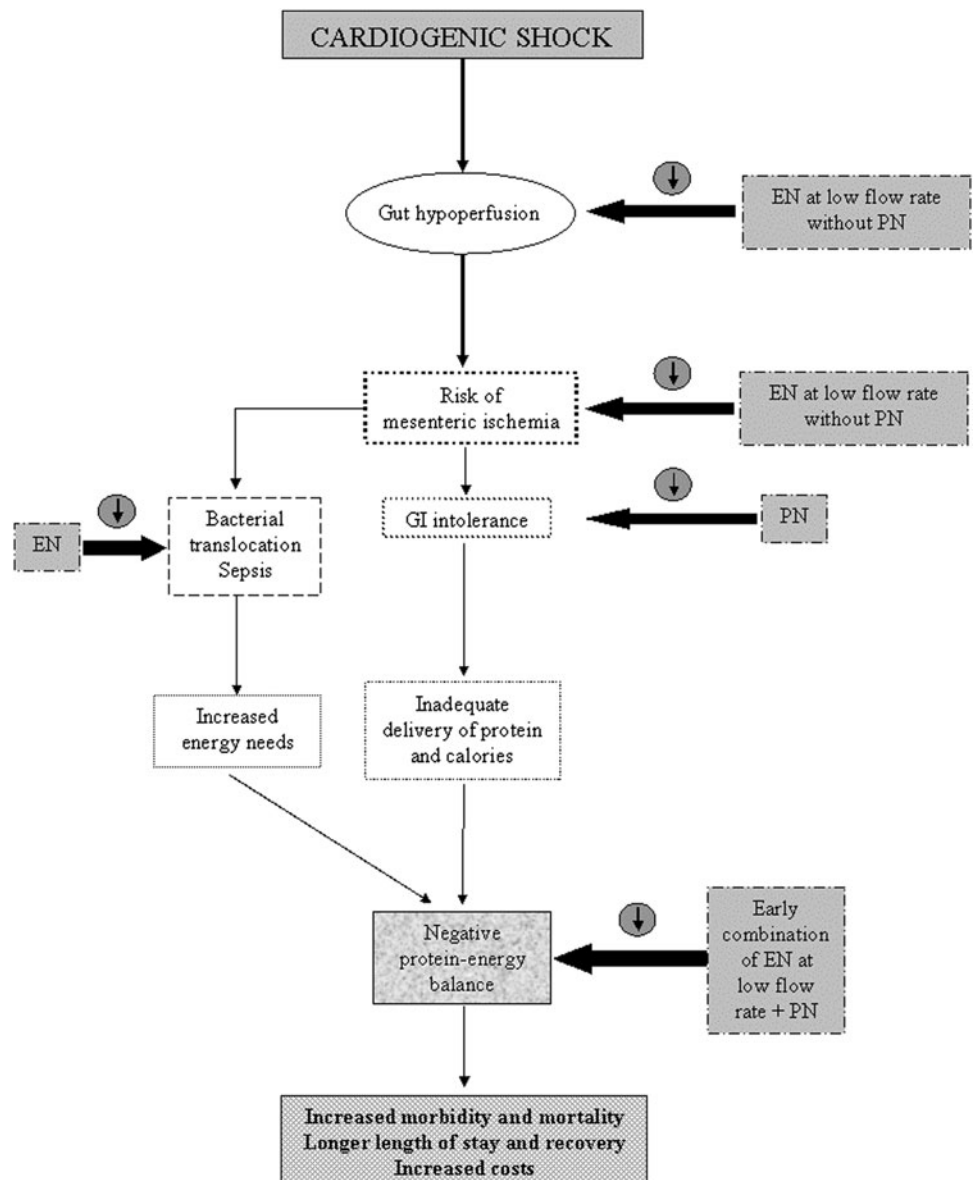 CARDIOGENIC SHOCK
Gut hypoperfusion
EN at low flow rate
without PN
Risk of
mesenteric ischemia
EN at low flow rate
without PN
EN
Bacterial
translocation
Sepsis
GI intolerance
PN
Increased
energy needs
Inadequate
delivery of protein
and calories
Negative
protein-energy
balance
Early
combination
of EN at
low flow
rate + PN
Increased morbidity and mortality
Longer length of stay and recovery
Increased costs